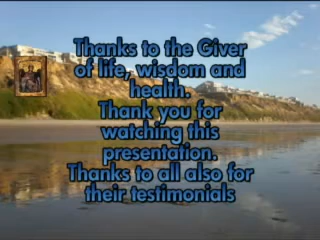 Thanks to the Giver
of life, wisdom and
health.
Thank you for
watching this
presentation.
Thanks to all also for
their testimonials